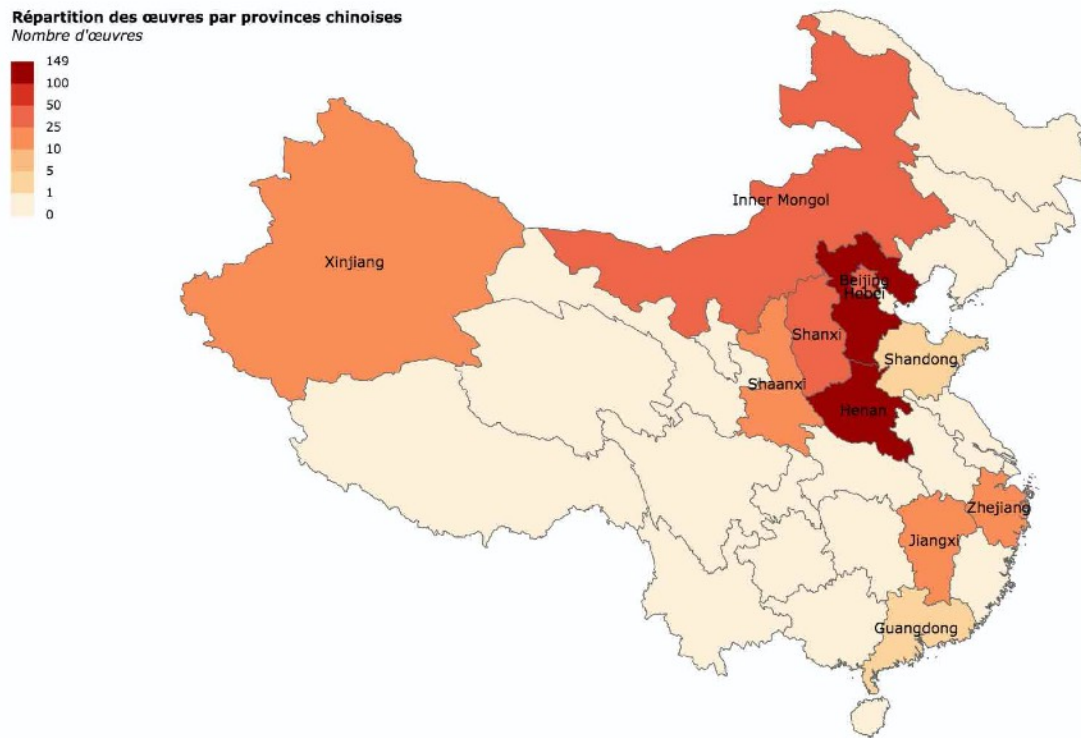 Répartition des œuvres par provinces chinoises
Nombre d'œuvres
149
100
50
25
10
5
1
0
Inner Mongol
Xinjiang
Beijing
Hebei
Shanxi
Shandong
Shaanxi
Henan
Zhejiang
Jiangxi
Guangdong